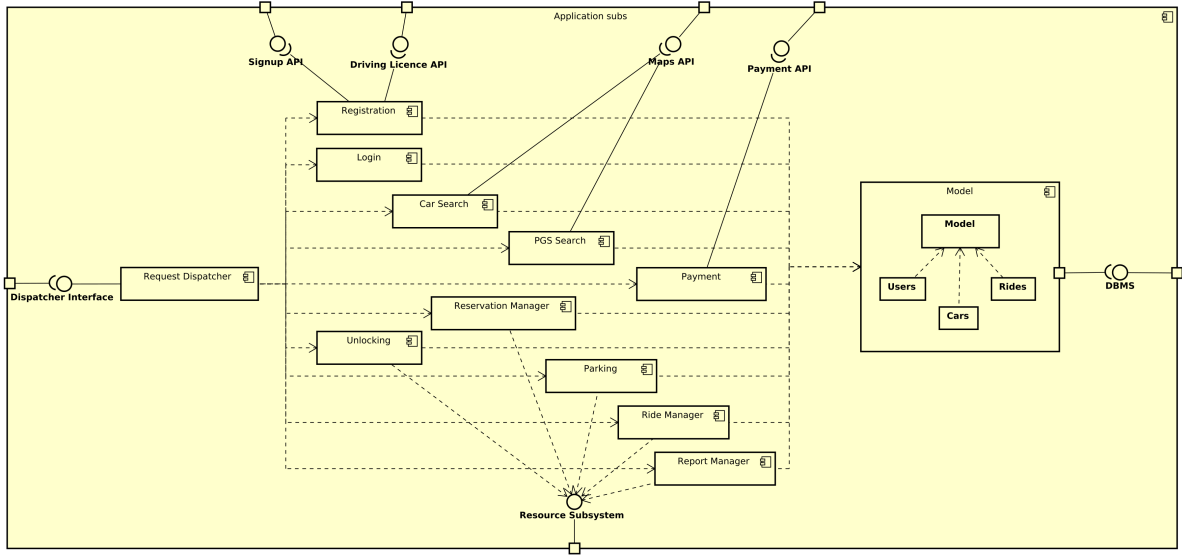 Application subs
Signup API
Driving Licence API
Maps API
Payment API
Registration
Login
Car Search
PGS Search
Request Dispatcher
Payment
Dispatcher Interface
Reservation Manager
Unlocking
Parking
Ride Manager
Report Manager
Resource Subsystem
Model
Model
Users
Rides
Cars
DBMS